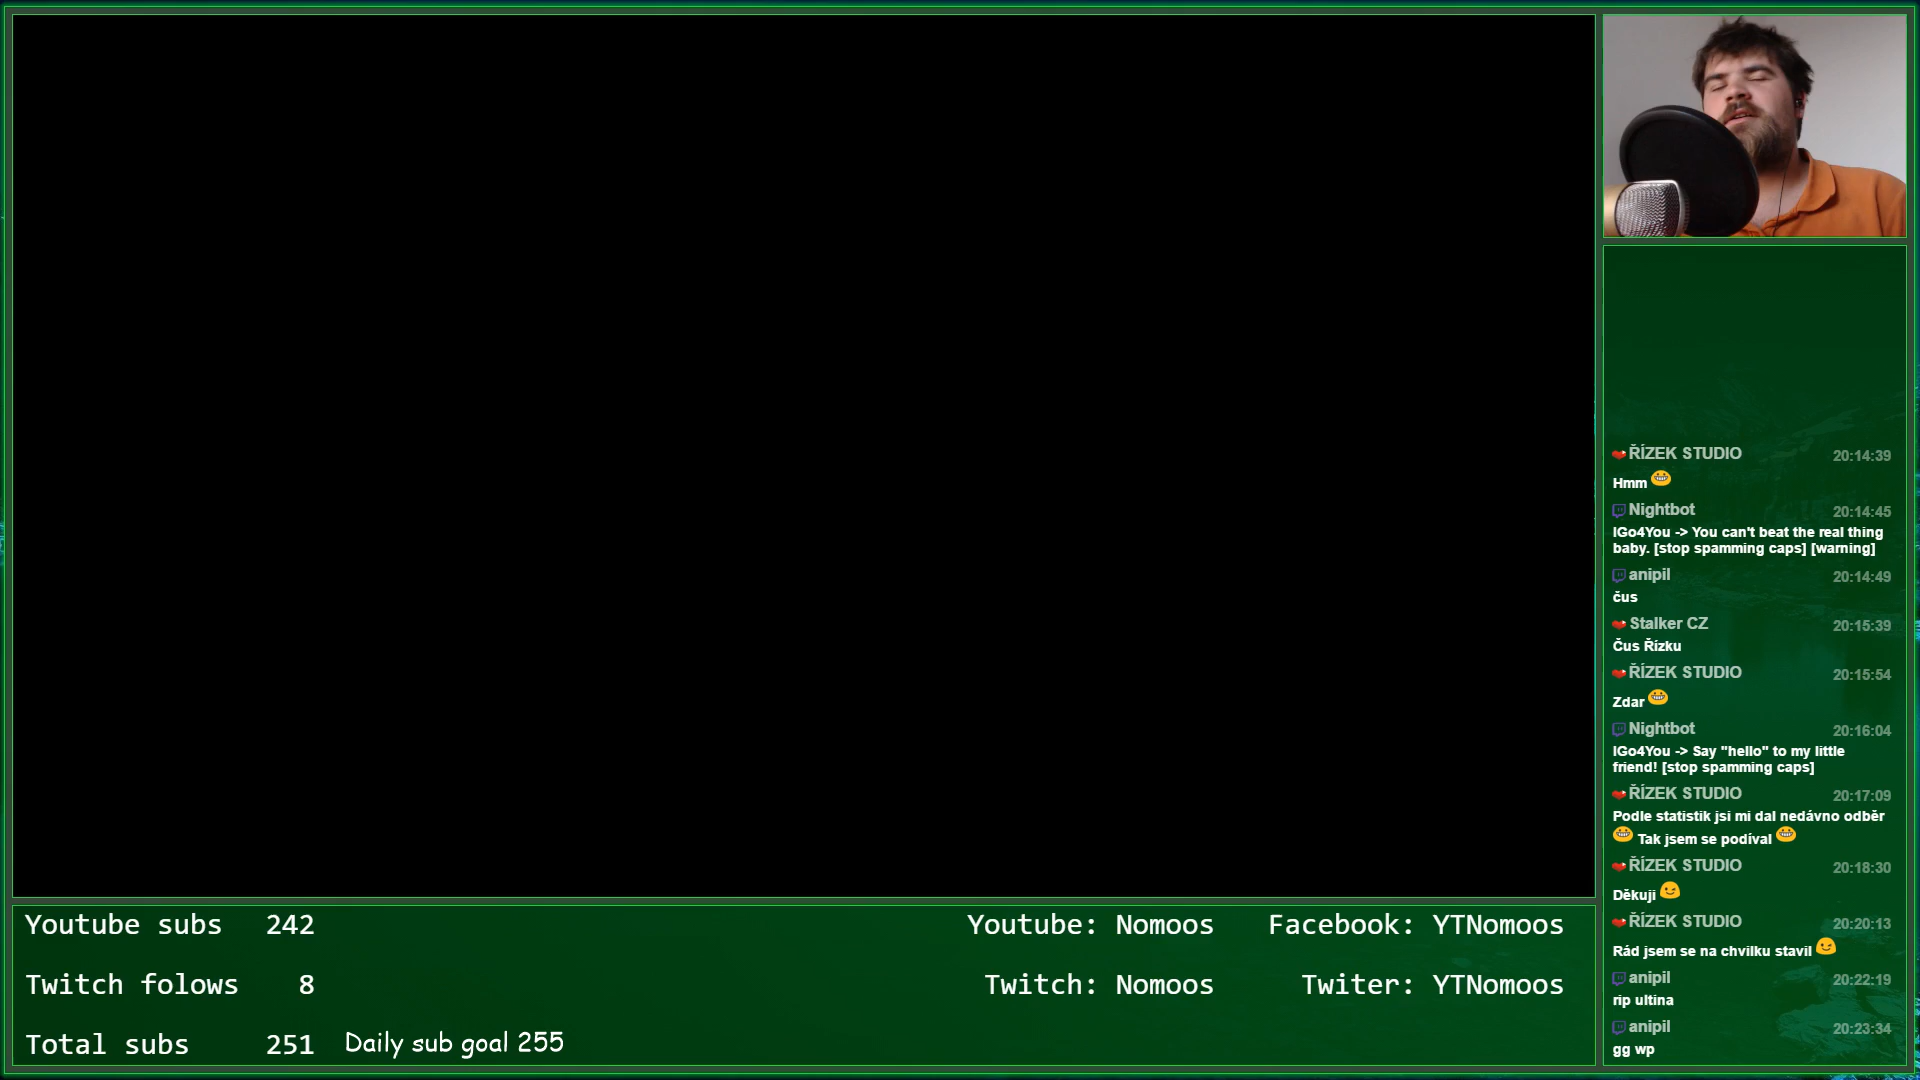 ŘÍZEK STUDIO 20:14:39
Hmm
Nightbot 20:14:45
IGo4You -> You can't beat the real thing
baby. [stop spamming caps] [warning]
anipil 20:14:49
čus
Stalker CZ 20:15:39
Čus Řízku
ŘÍZEK STUDIO 20:15:54
Zdar
Nightbot 20:16:04
IGo4You -> Say "hello" to my little
friend! [stop spamming caps]
ŘÍZEK STUDIO 20:17:09
Podle statistik jsi mi dal nedávno odběr
Tak jsem se podíval
ŘÍZEK STUDIO 20:18:30
Děkuji
ŘÍZEK STUDIO 20:20:13
Rád jsem se na chvilku stavil
anipil 20:22:19
rip ultina
anipil 20:23:34
gg wp
Youtube subs 242 Youtube: Nomoos Facebook: YTNomoos
Twitch folows 8 Twitch: Nomoos Twiter: YTNomoos
Total subs 251 Daily sub goal 255